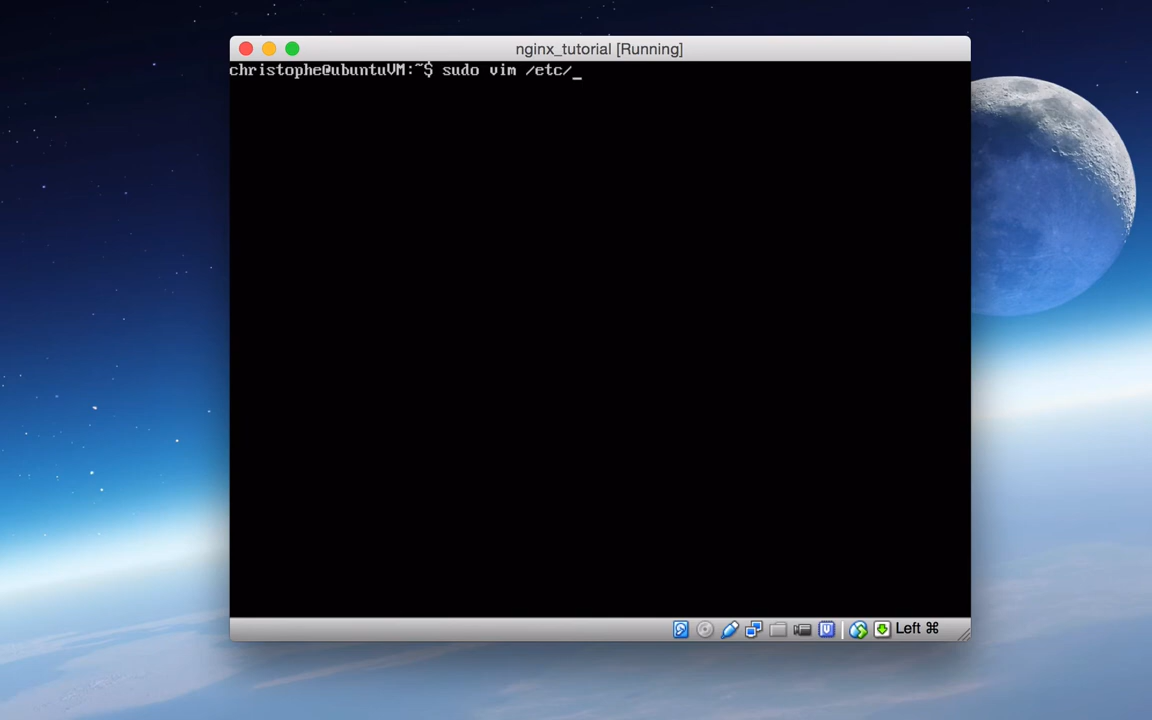 nginx_tutorial [Running]
christophe@ubuntuVM:~$ sudo vim /etc/_
Left ⌘